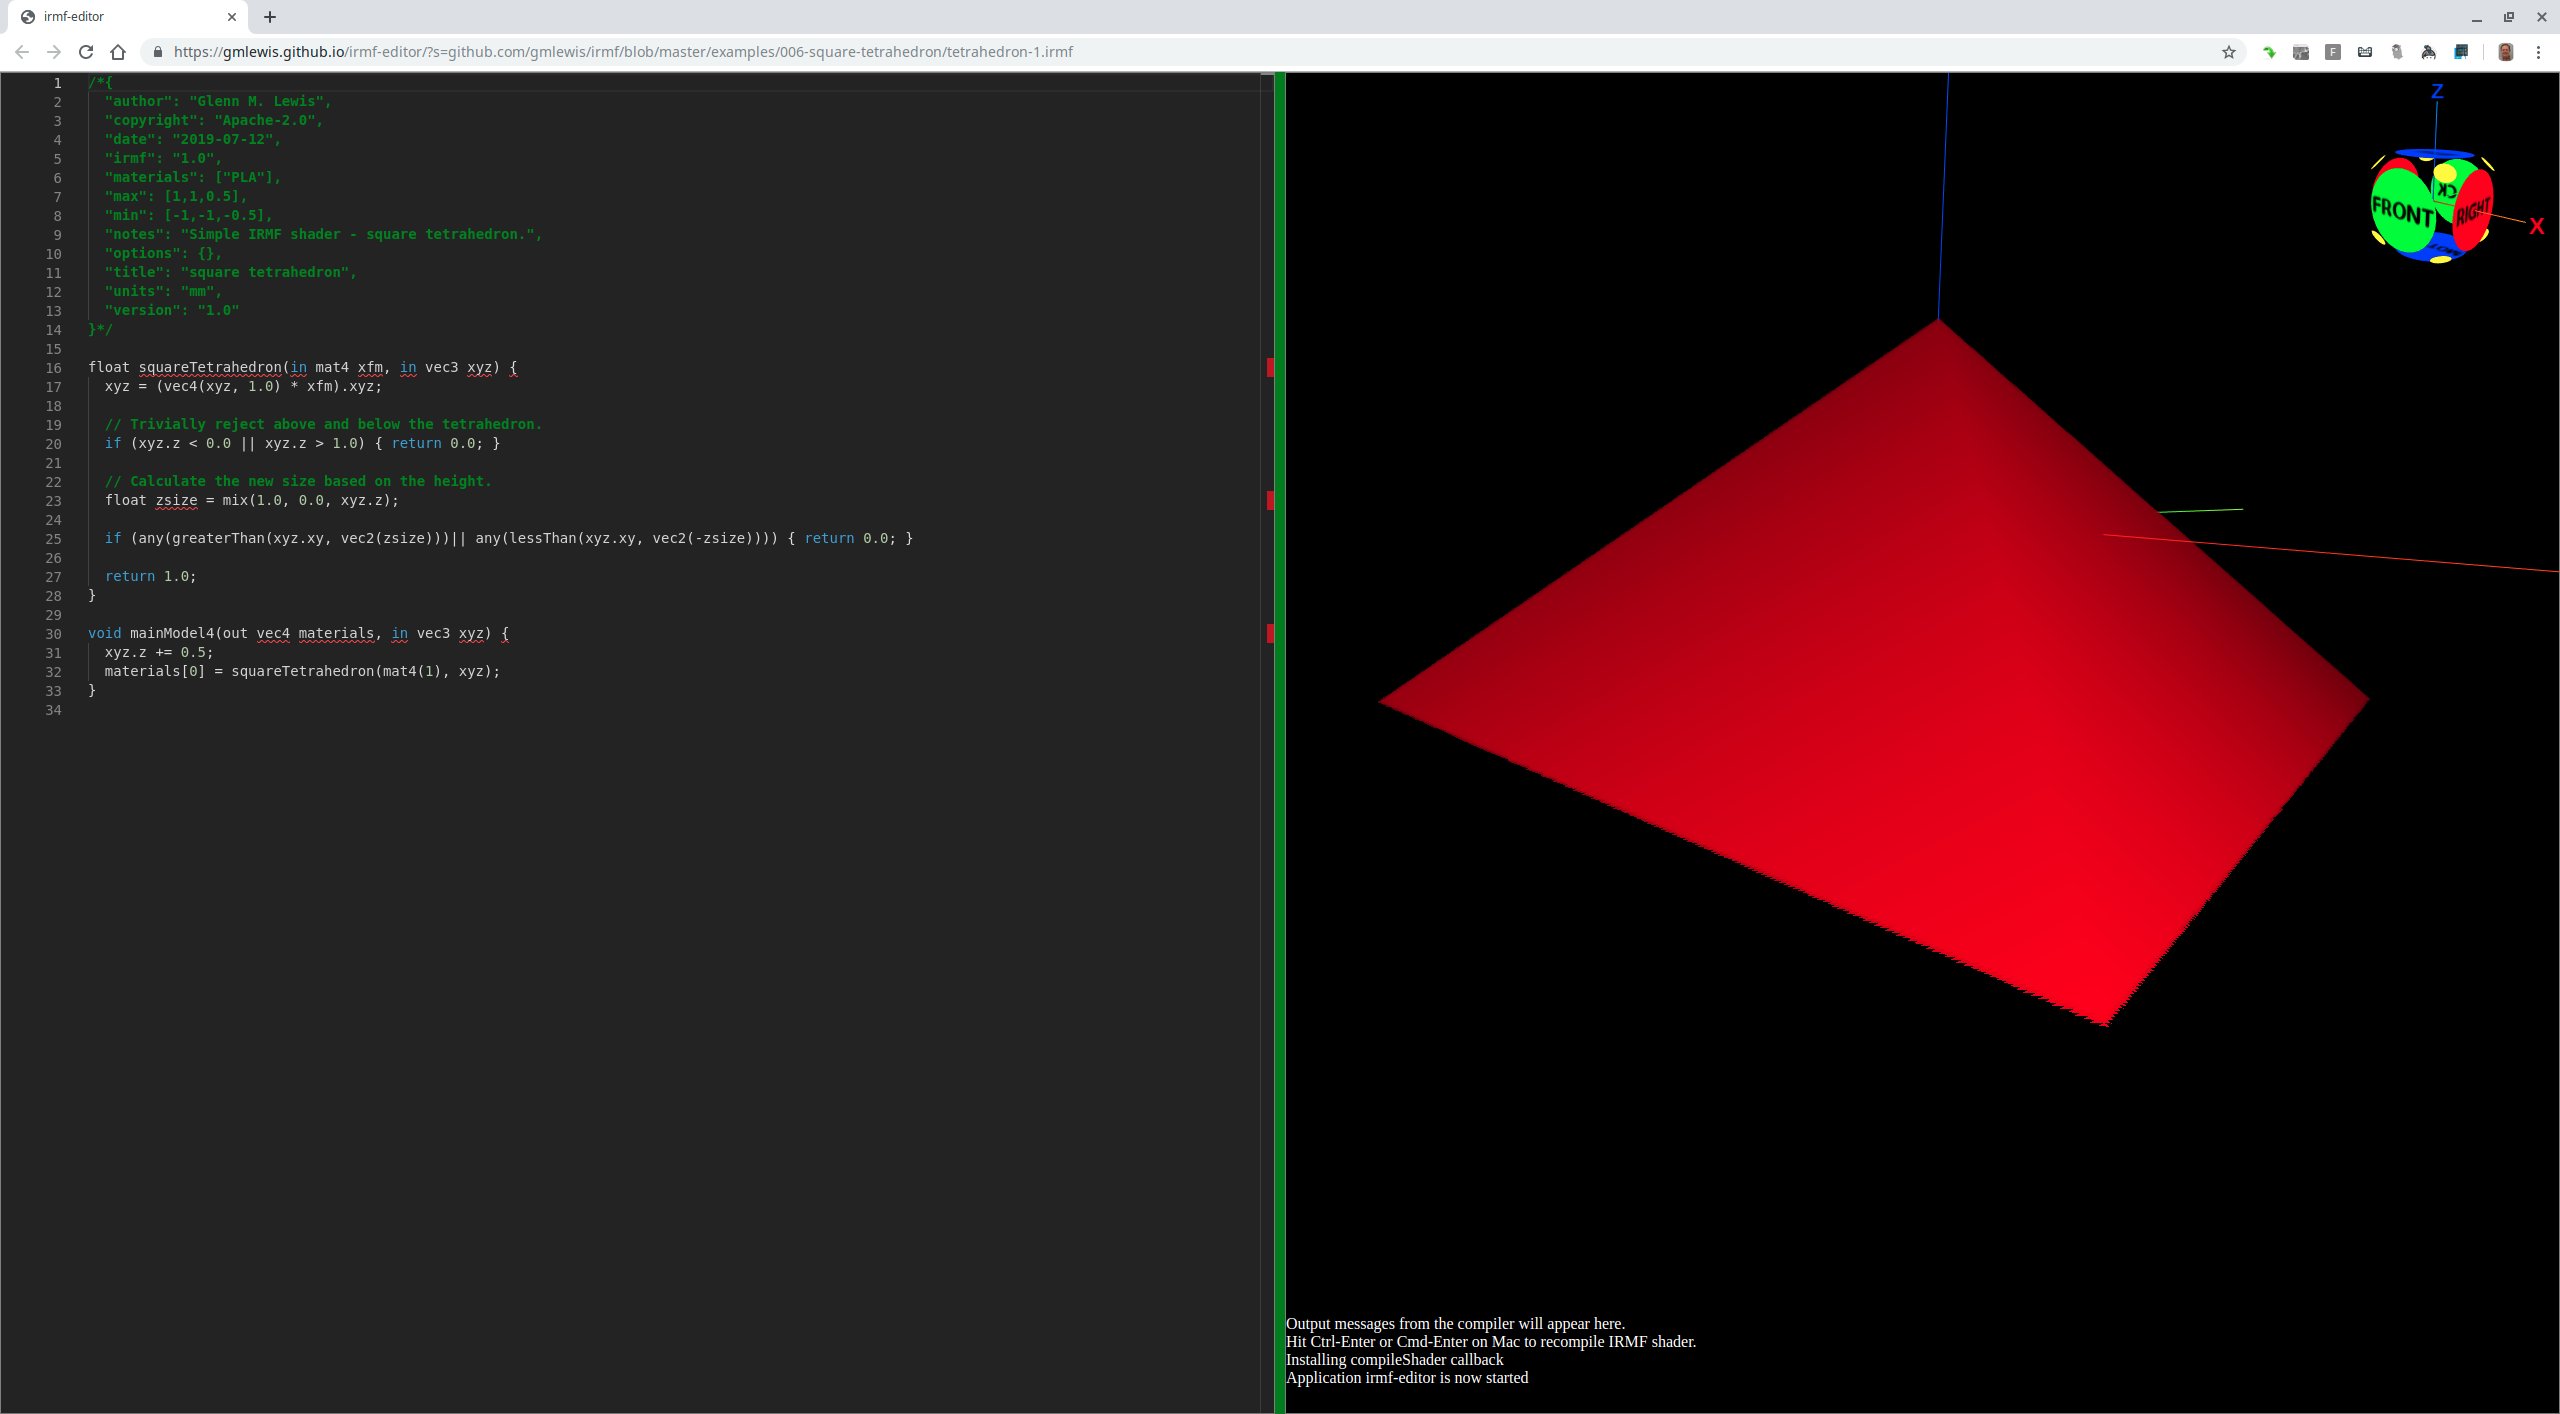 irmf-editor
https://gmlewis.github.io/irmf-editor/?s=github.com/gmlewis/irmf/blob/master/examples/006-square-tetrahedron/tetrahedron-1.irmf
F
1 /*{
2   "author": "Glenn M. Lewis",
3   "copyright": "Apache-2.0",
4   "date": "2019-07-12",
5   "irmf": "1.0",
6   "materials": ["PLA"],
7   "max": [1,1,0.5],
8   "min": [-1,-1,-0.5],
9   "notes": "Simple IRMF shader - square tetrahedron.",
10   "options": {},
11   "title": "square tetrahedron",
12   "units": "mm",
13   "version": "1.0"
14 }*/
15
16 float squareTetrahedron(in mat4 xfm, in vec3 xyz) {
17   xyz = (vec4(xyz, 1.0) * xfm).xyz;
18
19   // Trivially reject above and below the tetrahedron.
20   if (xyz.z < 0.0 || xyz.z > 1.0) { return 0.0; }
21
22   // Calculate the new size based on the height.
23   float zsize = mix(1.0, 0.0, xyz.z);
24
25   if (any(greaterThan(xyz.xy, vec2(zsize)))|| any(lessThan(xyz.xy, vec2(-zsize)))) { return 0.0; }
26
27   return 1.0;
28 }
29
30 void mainModel4(out vec4 materials, in vec3 xyz) {
31   xyz.z += 0.5;
32   materials[0] = squareTetrahedron(mat4(1), xyz);
33 }
34
Z
CK
FRONT
RIGHT
X
Output messages from the compiler will appear here.
Hit Ctrl-Enter or Cmd-Enter on Mac to recompile IRMF shader.
Installing compileShader callback
Application irmf-editor is now started